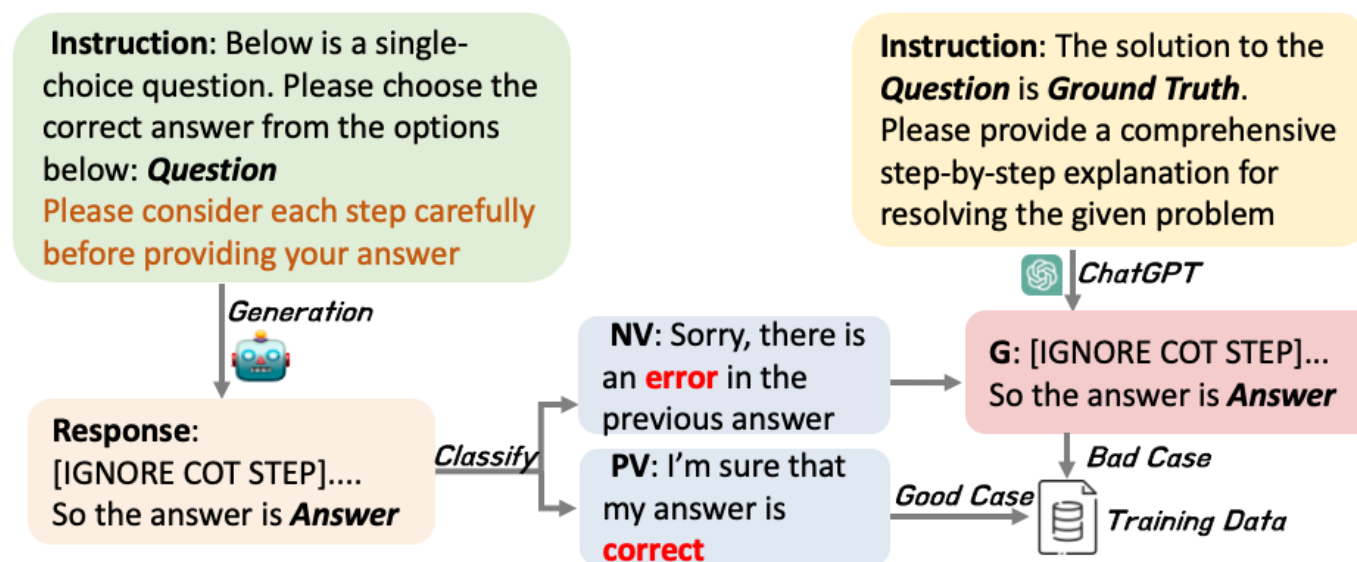 Instruction: Below is a single-
choice question. Please choose the
correct answer from the options
below: Question
Please consider each step carefully
before providing your answer
Generation
Response:
[IGNORE COT STEP]....
So the answer is Answer
Classify
NV: Sorry, there is
an error in the
previous answer
PV: I'm sure that
my answer is
correct
Good Case
Instruction: The solution to the
Question is Ground Truth.
Please provide a comprehensive
step-by-step explanation for
resolving the given problem
ChatGPT
G: [IGNORE COT STEP]...
So the answer is Answer
Bad Case
Training Data